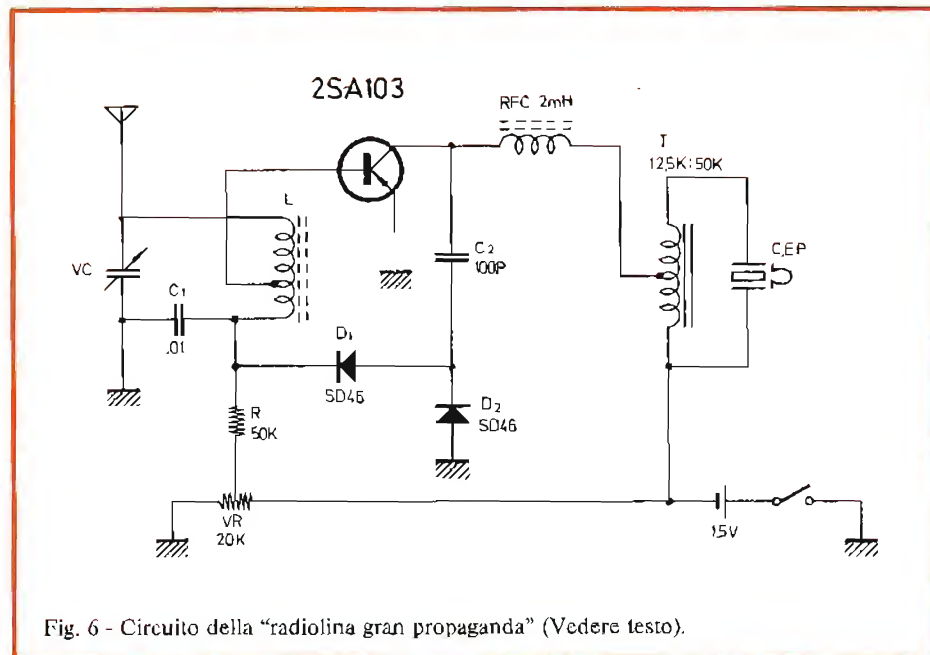 2SA103
RFC 2mH
T
12,5K:50K
L
VC
C1
.01
C2
100P
C.EP
D1
SD46
D2
SD46
R
50K
VR
20K
1,5V
Fig. 6 - Circuito della "radiolina gran propaganda" (Vedere testo).